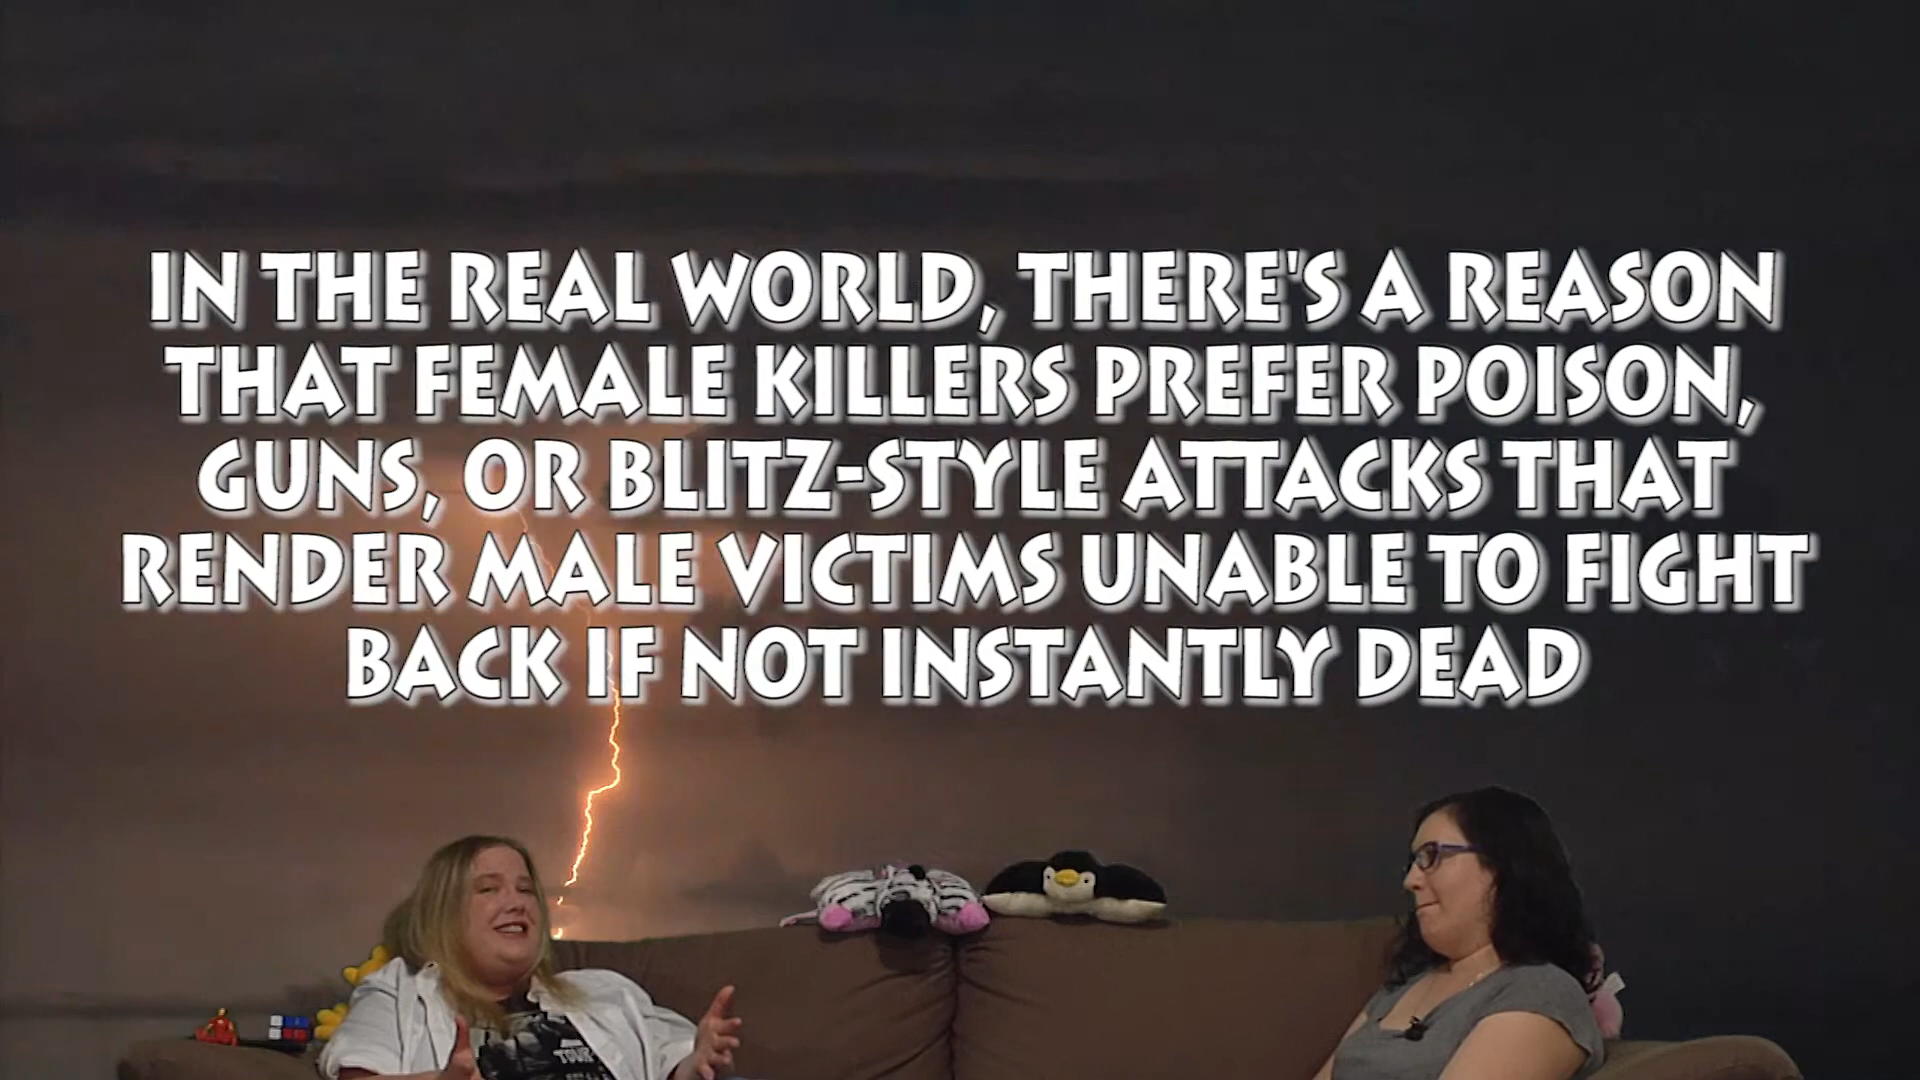 IN THE REAL WORLD, THERE'S A REASON
THAT FEMALE KILLERS PREFER POISON,
GUNS, OR BLITZ-STYLE ATTACKS THAT
RENDER MALE VICTIMS UNABLE TO FIGHT
BACK IF NOT INSTANTLY DEAD
TOUR